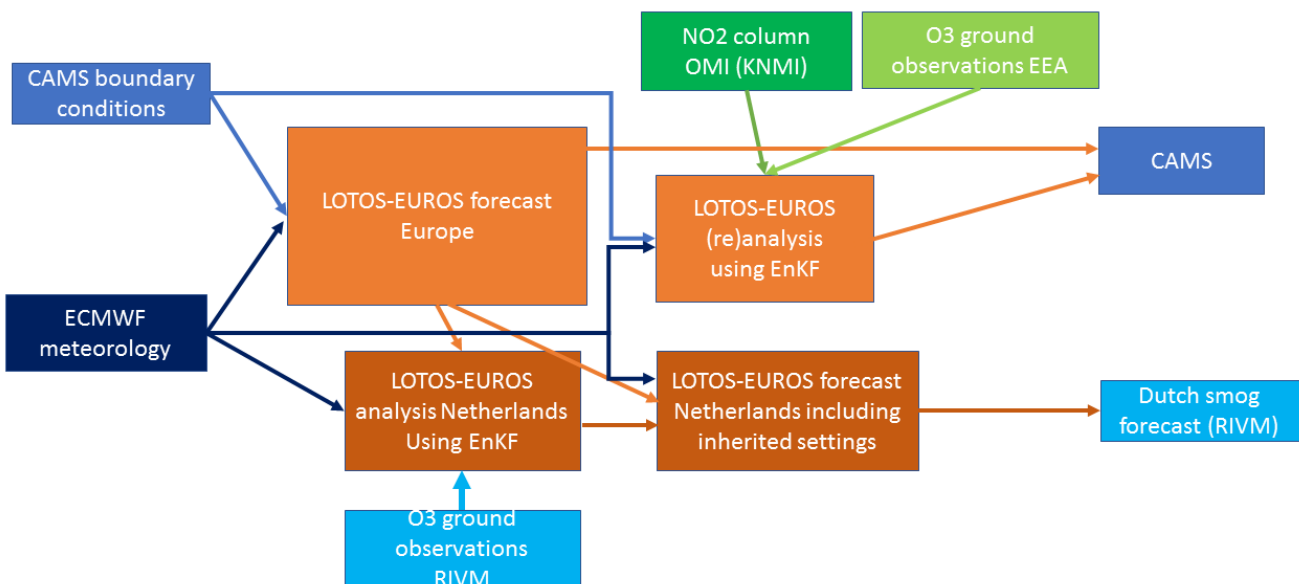 NO2 column
OMI (KNMI)
O3 ground
observations EEA
CAMS boundary
conditions
CAMS
LOTOS-EUROS forecast
Europe
LOTOS-EUROS
(re)analysis
using EnKF
ECMWF
meteorology
LOTOS-EUROS
analysis Netherlands
Using EnKF
LOTOS-EUROS forecast
Netherlands including
inherited settings
Dutch smog
forecast (RIVM)
O3 ground
observations
RIVM